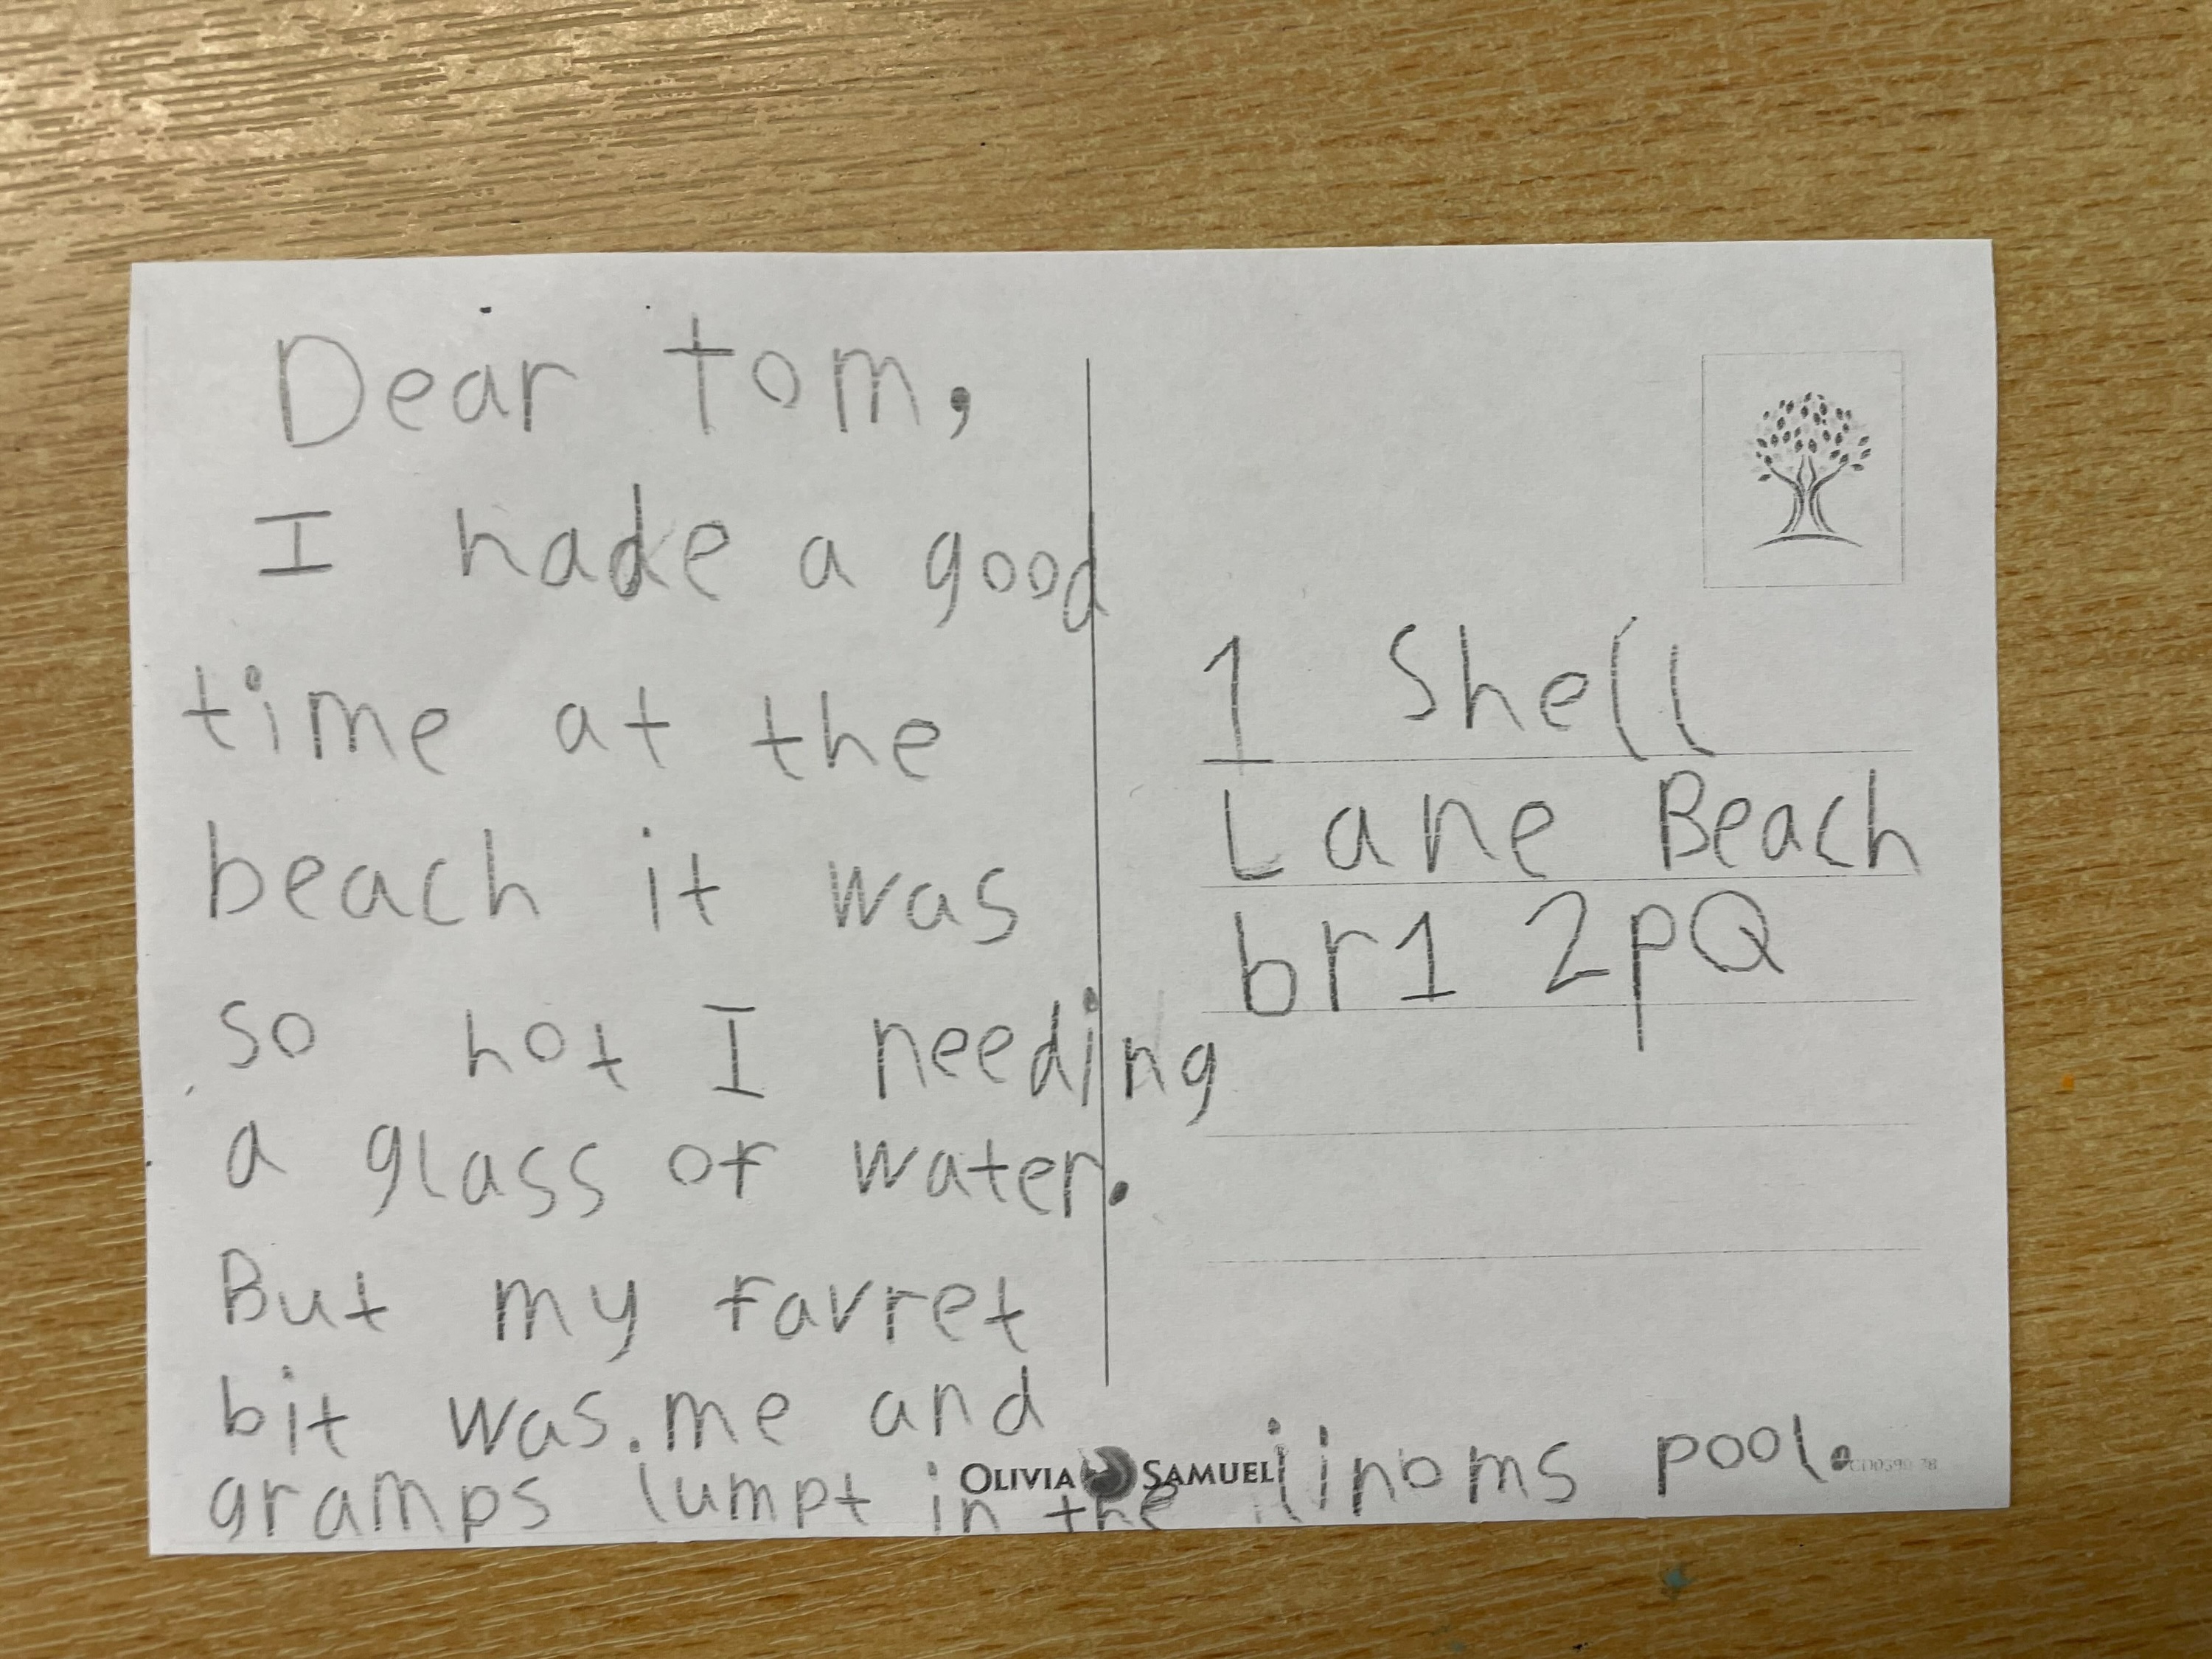 Dear tom,
I hade a good
time at the
beach it was
so hot I needing
a glass of water.
But my favret
bit was.me and
gramps lumpt in the pool.
1 Shell
Lane Beach
br1 2pQ
OLIVIA SAMUEL